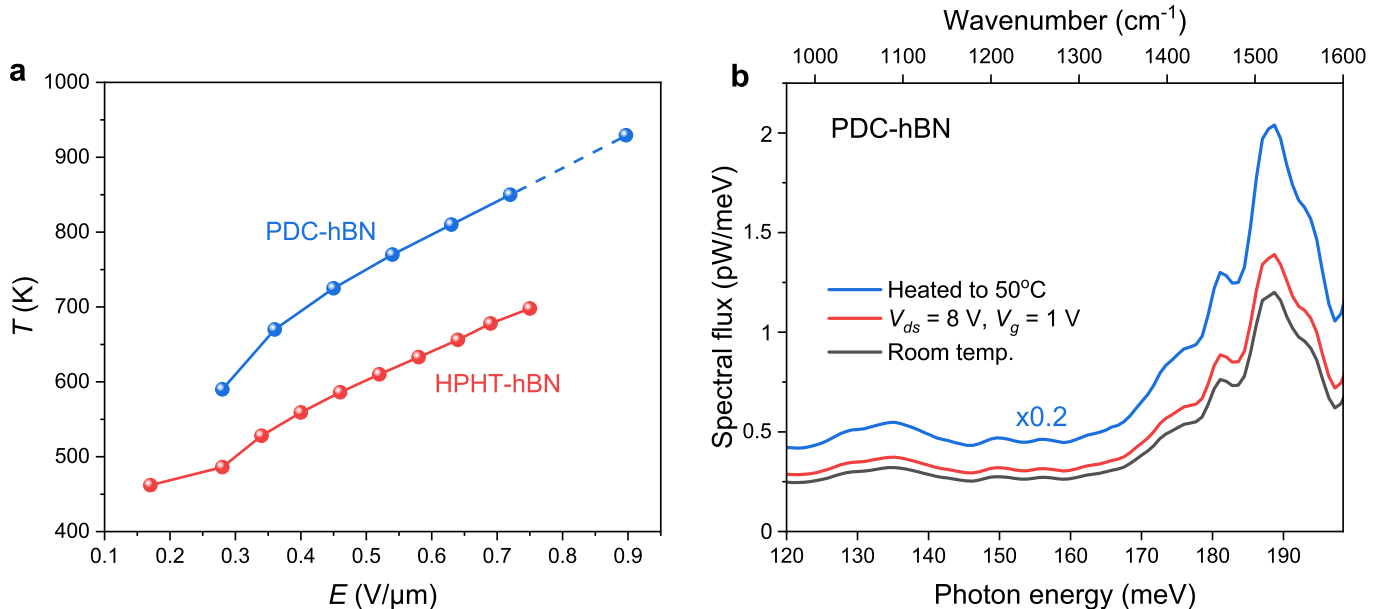 a
1000
900
800
700
600
500
400
0.1 0.2 0.3 0.4 0.5 0.6 0.7 0.8 0.9
T (K)
E (V/μm)
PDC-hBN
HPHT-hBN
b
Wavenumber (cm⁻¹)
1000 1100 1200 1300 1400 1500 1600
PDC-hBN
2
1.5
1
0.5
0
Spectral flux (pW/meV)
Heated to 50°C
Vds = 8 V, Vg = 1 V
Room temp.
x0.2
120 130 140 150 160 170 180 190
Photon energy (meV)